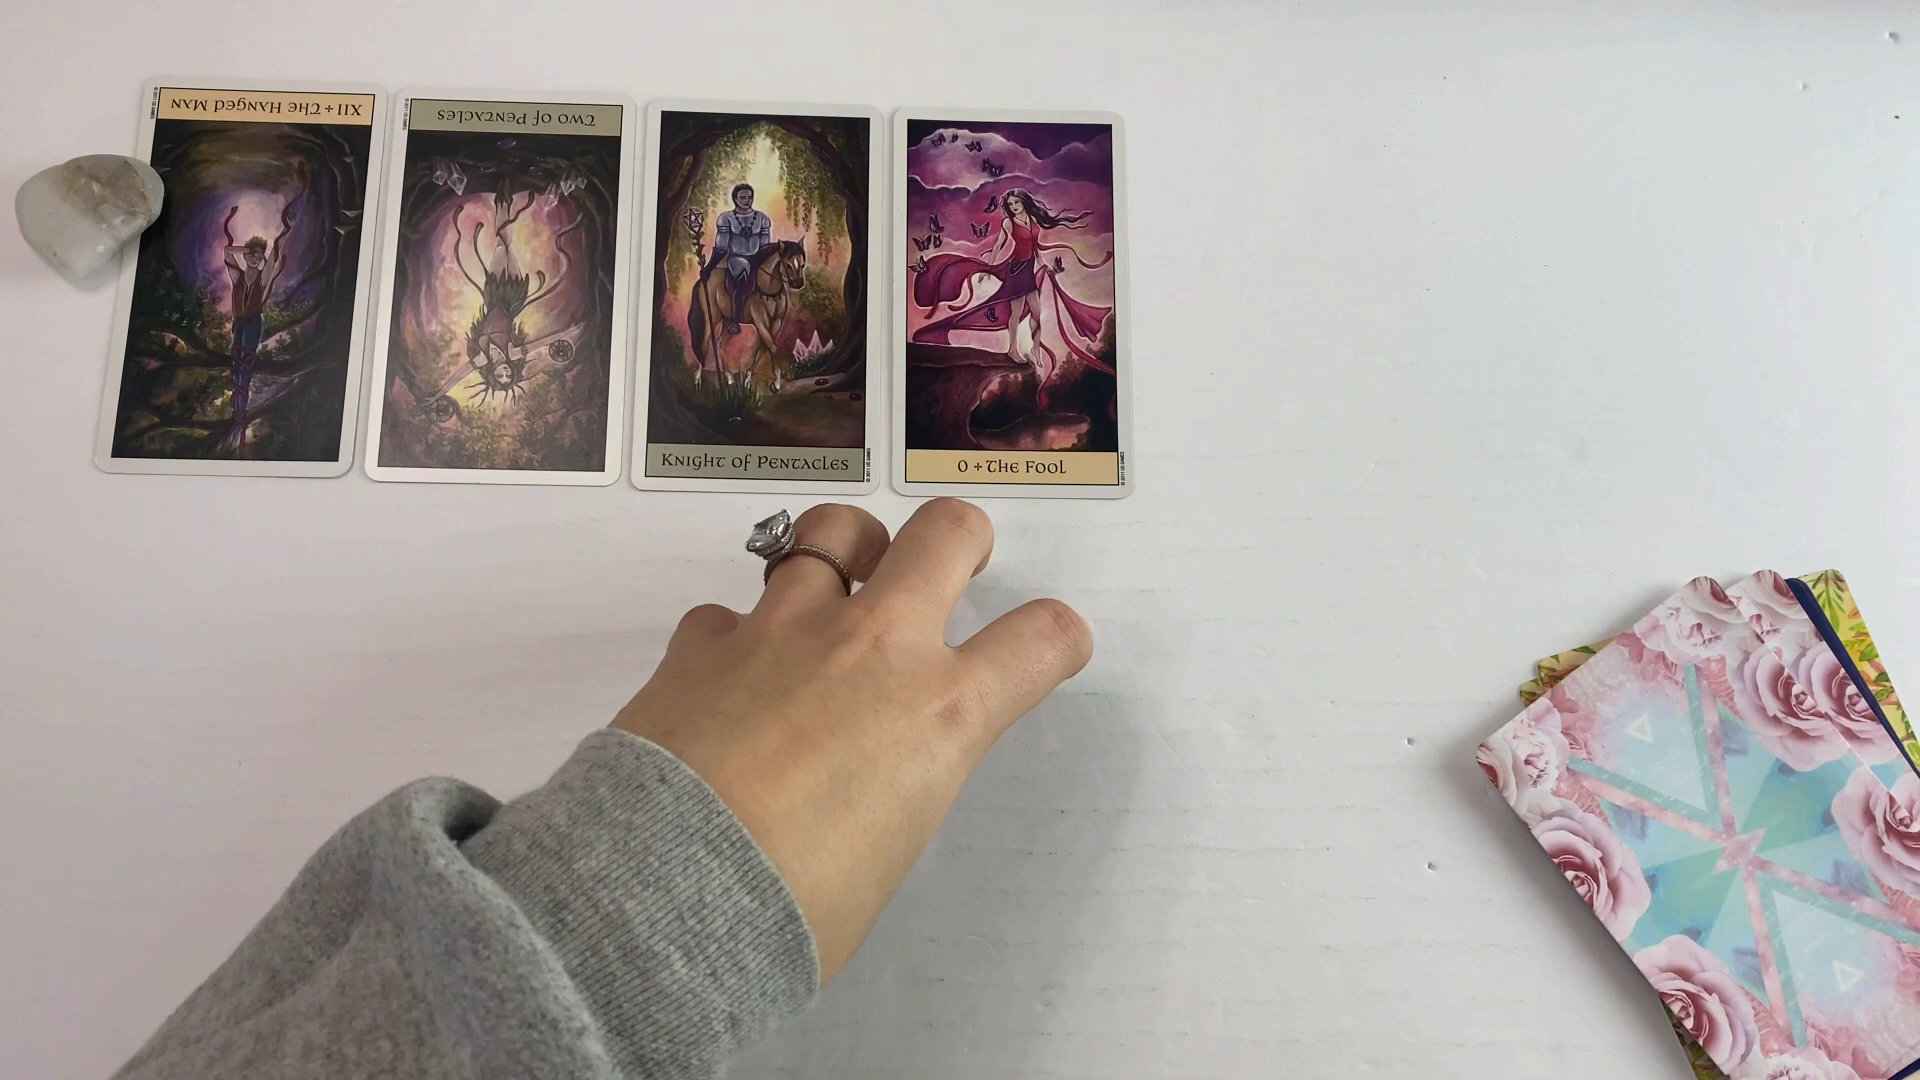 XII + The Hanged Man
Two of Pentacles
Knight of Pentacles
0 + The Fool